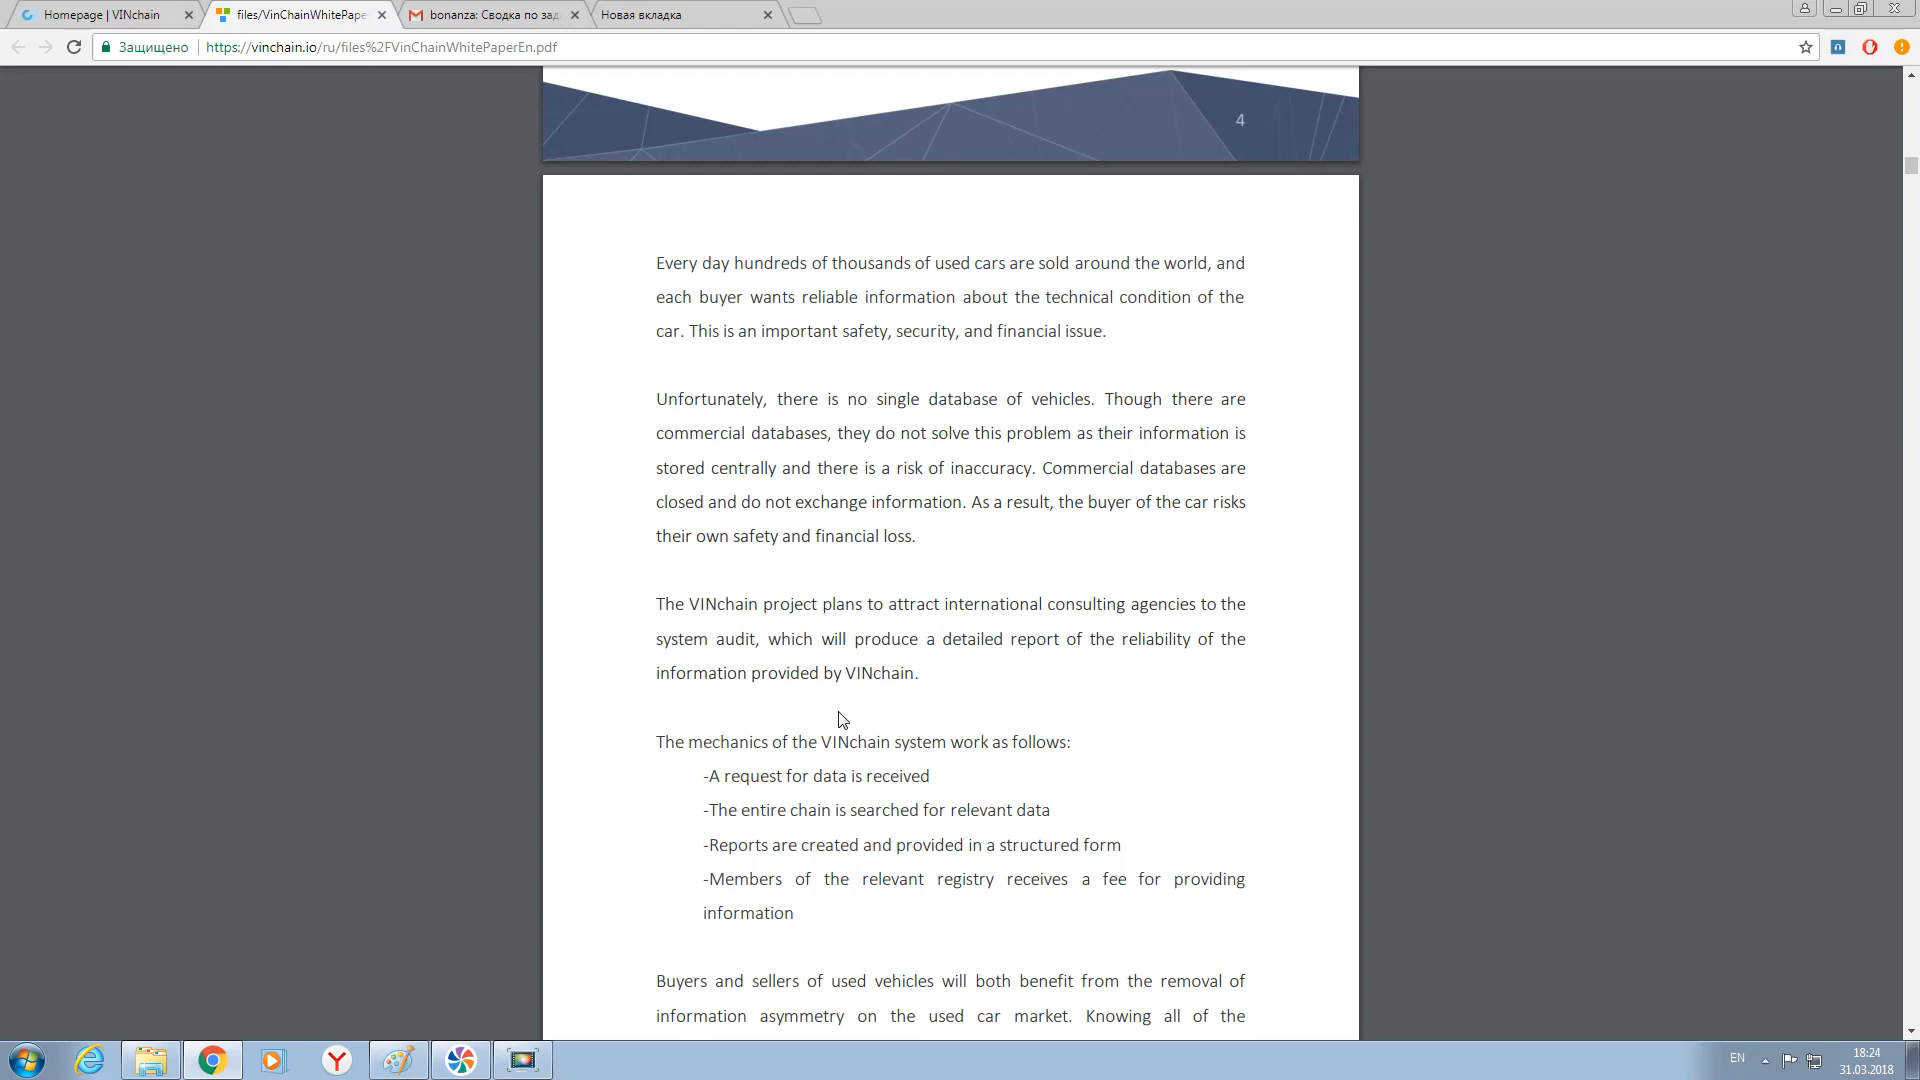 Homepage | VINchain
files/VinChainWhitePape
bonanza: Сводка по зад
Новая вкладка
Защищено
https://vinchain.io/ru/files%2FVinChainWhitePaperEn.pdf
4
Every day hundreds of thousands of used cars are sold around the world, and
each buyer wants reliable information about the technical condition of the
car. This is an important safety, security, and financial issue.
Unfortunately, there is no single database of vehicles. Though there are
commercial databases, they do not solve this problem as their information is
stored centrally and there is a risk of inaccuracy. Commercial databases are
closed and do not exchange information. As a result, the buyer of the car risks
their own safety and financial loss.
The VINchain project plans to attract international consulting agencies to the
system audit, which will produce a detailed report of the reliability of the
information provided by VINchain.
The mechanics of the VINchain system work as follows:
-A request for data is received
-The entire chain is searched for relevant data
-Reports are created and provided in a structured form
-Members of the relevant registry receives a fee for providing
information
Buyers and sellers of used vehicles will both benefit from the removal of
information asymmetry on the used car market. Knowing all of the
EN
18:24
31.03.2018